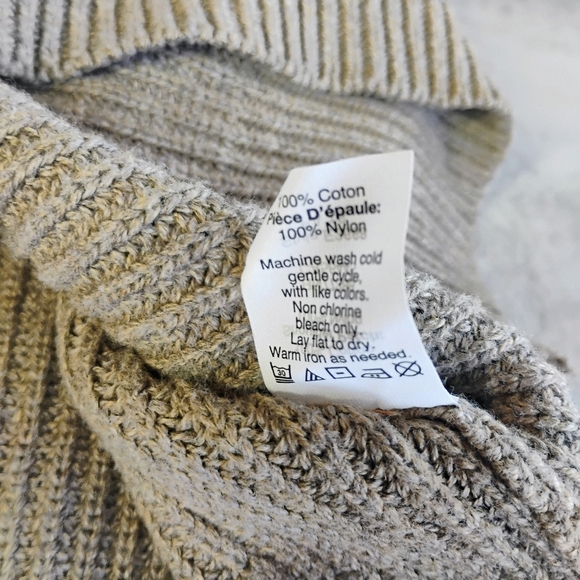 100% Coton
Pièce D'épaule:
100% Nylon
Machine wash cold
gentle cycle,
with like colors.
Non chlorine
bleach only.
Lay flat to dry.
Warm iron as needed.
30